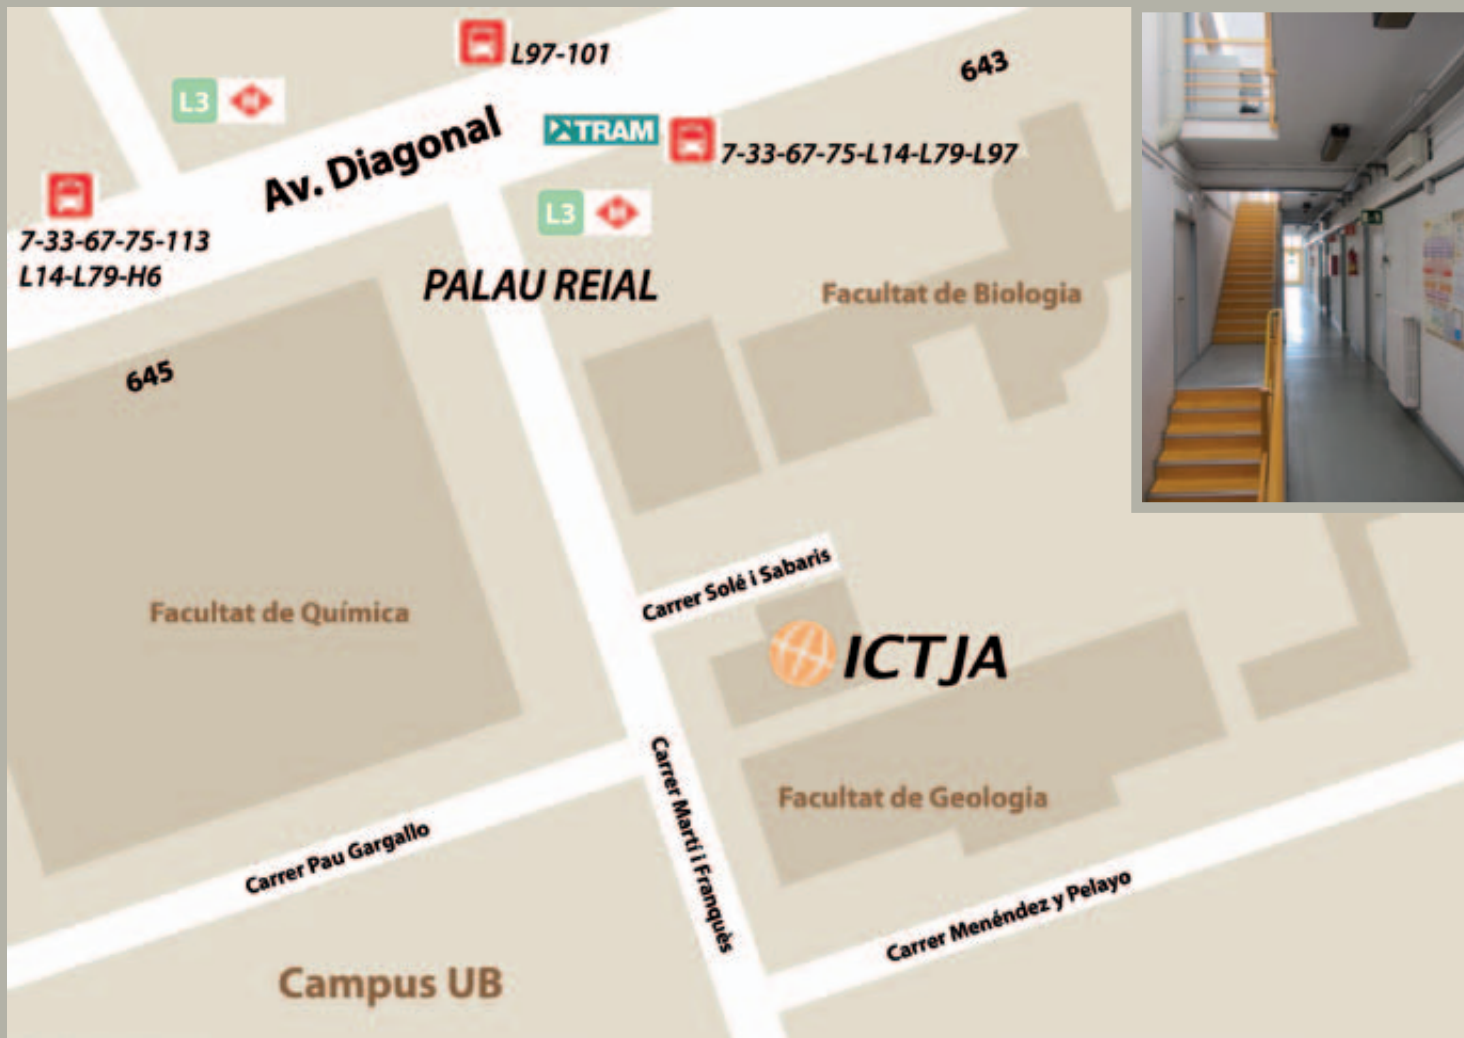 L97-101
643
L3
Av. Diagonal
TRAM
7-33-67-75-L14-L79-L97
7-33-67-75-113
L14-L79-H6
L3
PALAU REIAL
Facultat de Biologia
645
Carrer Solé i Sabaris
Facultat de Química
ICTJA
Carrer Martí i Franquès
Facultat de Geologia
Carrer Pau Gargallo
Carrer Menéndez y Pelayo
Campus UB